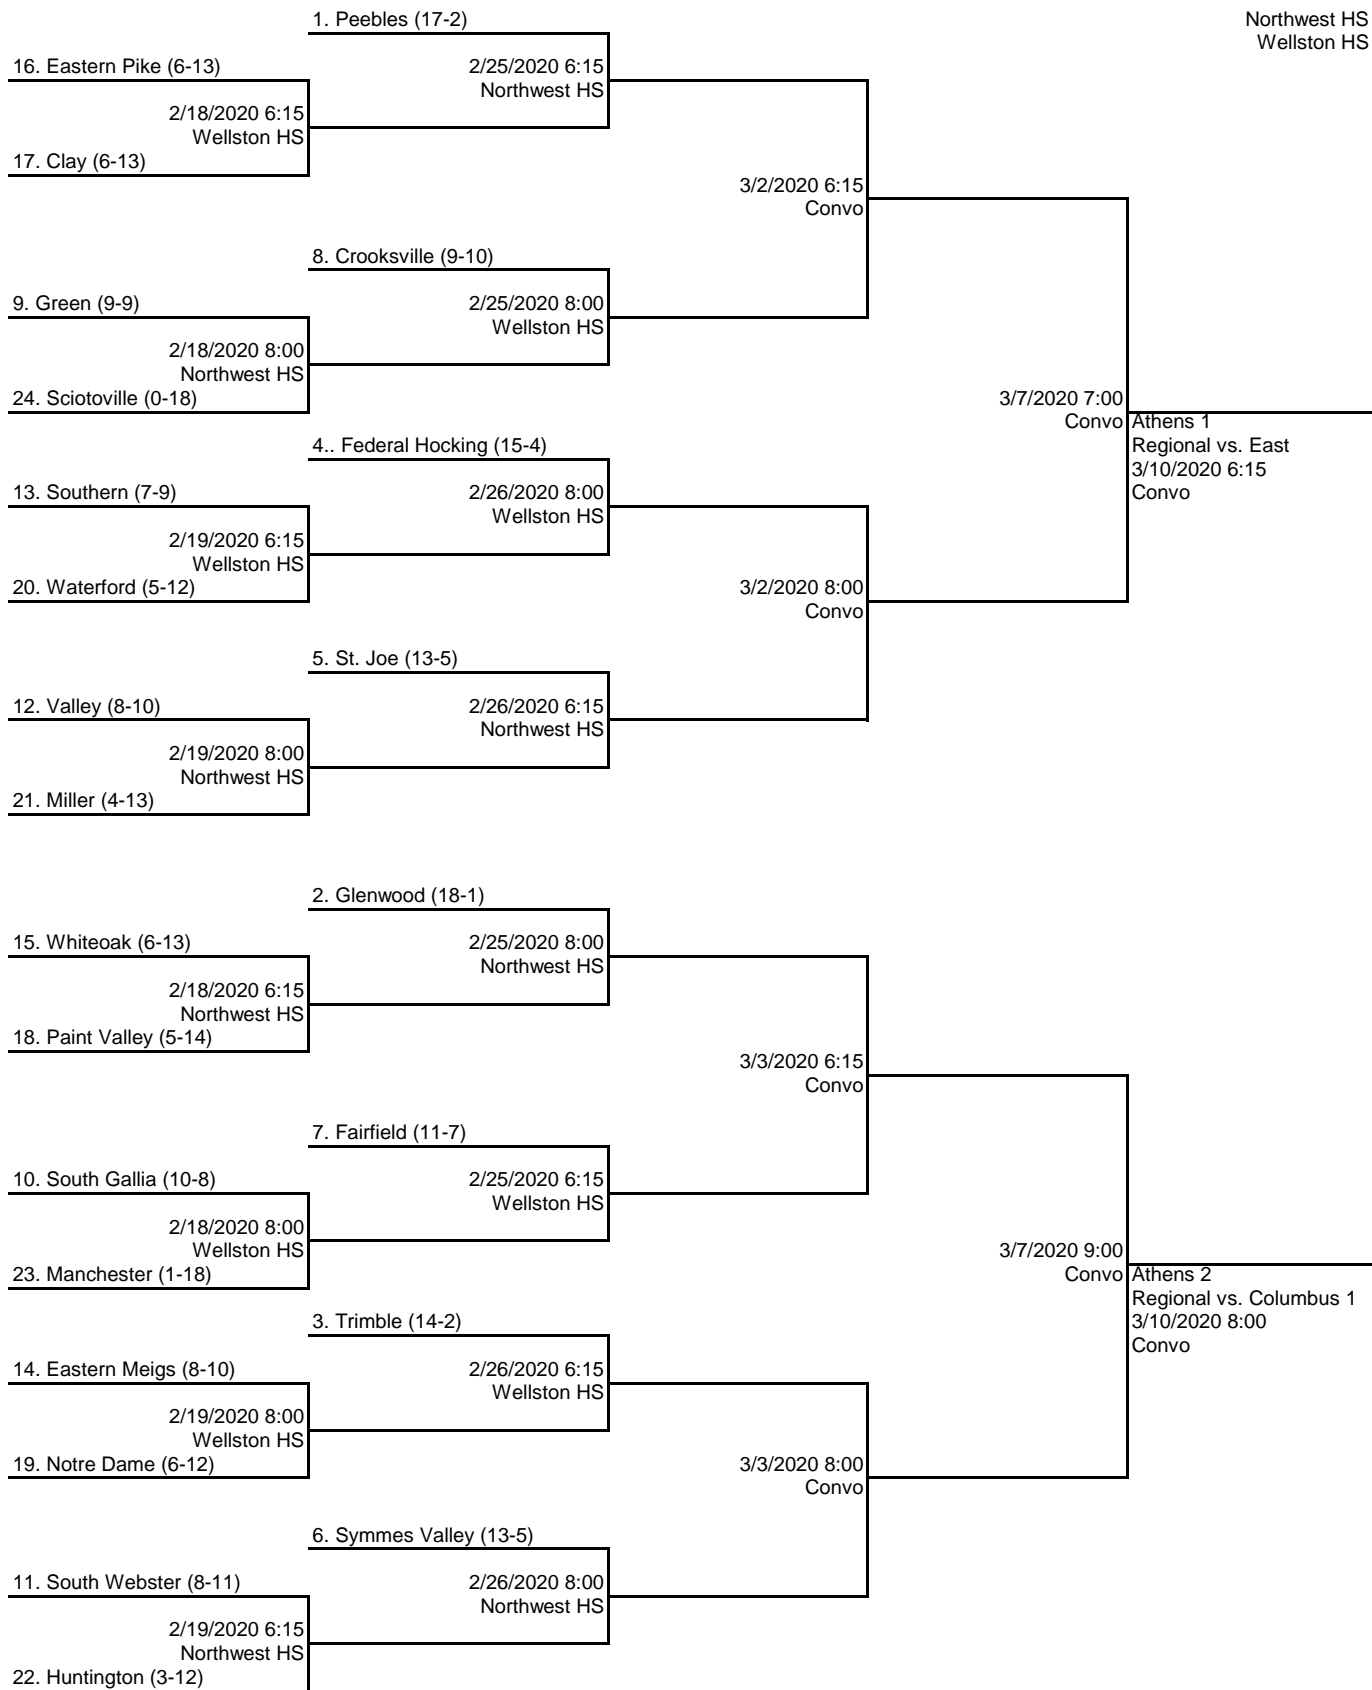 1. Peebles (17-2)
Northwest HS
Wellston HS
16. Eastern Pike (6-13)
2/25/2020 6:15
Northwest HS
2/18/2020 6:15
Wellston HS
17. Clay (6-13)
3/2/2020 6:15
Convo
8. Crooksville (9-10)
9. Green (9-9)
2/25/2020 8:00
Wellston HS
2/18/2020 8:00
Northwest HS
24. Sciotoville (0-18)
3/7/2020 7:00
Convo
Athens 1
Regional vs. East
3/10/2020 6:15
Convo
4.. Federal Hocking (15-4)
13. Southern (7-9)
2/26/2020 8:00
Wellston HS
2/19/2020 6:15
Wellston HS
20. Waterford (5-12)
3/2/2020 8:00
Convo
5. St. Joe (13-5)
12. Valley (8-10)
2/26/2020 6:15
Northwest HS
2/19/2020 8:00
Northwest HS
21. Miller (4-13)
2. Glenwood (18-1)
15. Whiteoak (6-13)
2/25/2020 8:00
Northwest HS
2/18/2020 6:15
Northwest HS
18. Paint Valley (5-14)
3/3/2020 6:15
Convo
7. Fairfield (11-7)
10. South Gallia (10-8)
2/25/2020 6:15
Wellston HS
2/18/2020 8:00
Wellston HS
23. Manchester (1-18)
3/7/2020 9:00
Convo
Athens 2
Regional vs. Columbus 1
3/10/2020 8:00
Convo
3. Trimble (14-2)
14. Eastern Meigs (8-10)
2/26/2020 6:15
Wellston HS
2/19/2020 8:00
Wellston HS
19. Notre Dame (6-12)
3/3/2020 8:00
Convo
6. Symmes Valley (13-5)
11. South Webster (8-11)
2/26/2020 8:00
Northwest HS
2/19/2020 6:15
Northwest HS
22. Huntington (3-12)